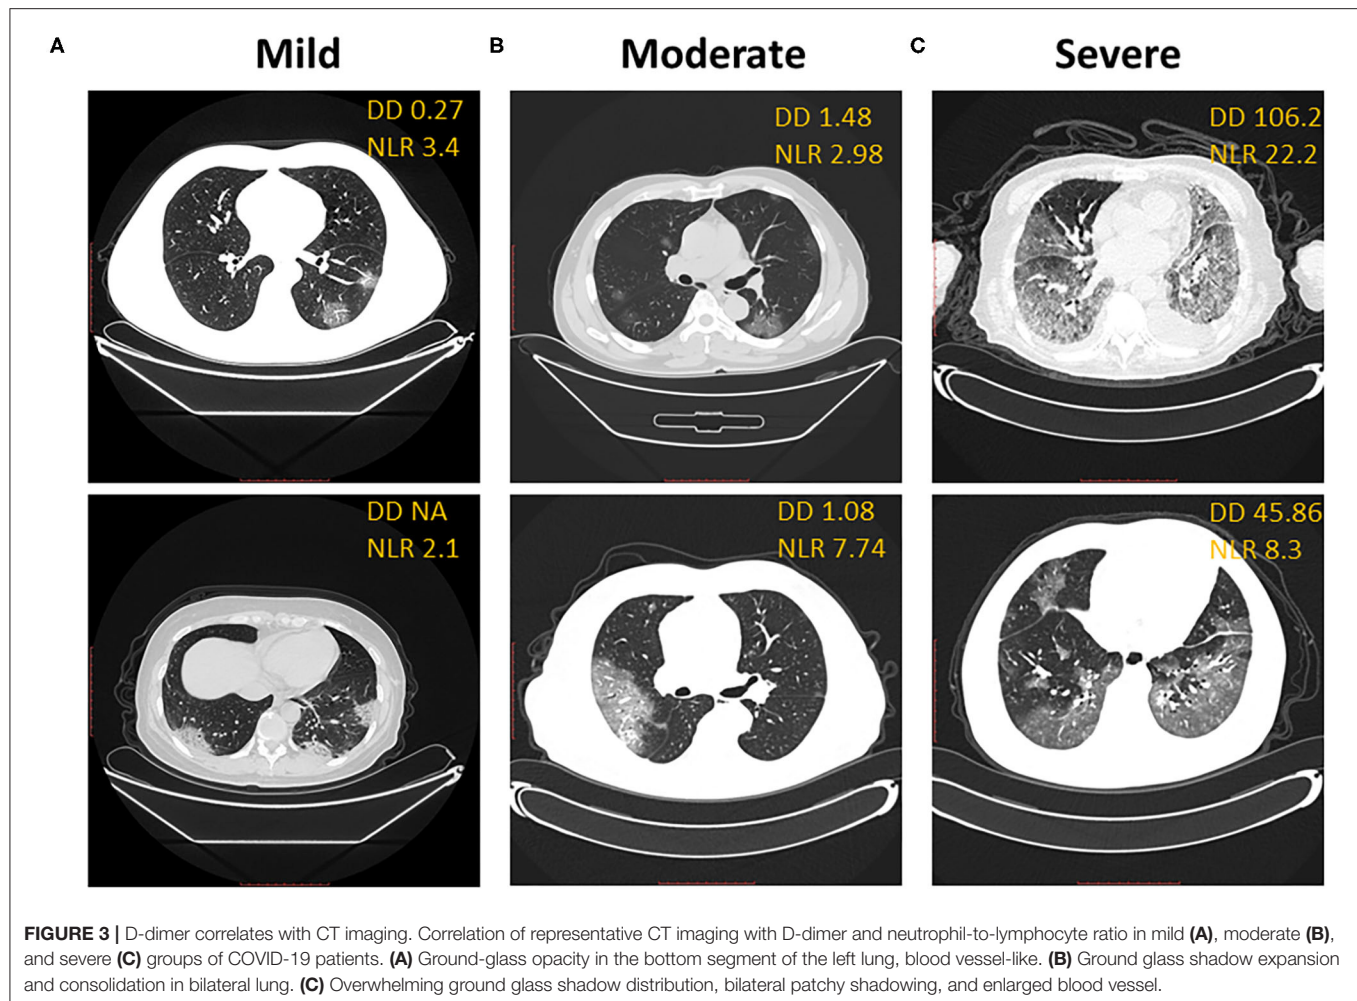 A
Mild
B
Moderate
C
Severe
DD 0.27
NLR 3.4
DD 1.48
NLR 2.98
DD 106.2
NLR 22.2
DD NA
NLR 2.1
DD 1.08
NLR 7.74
DD 45.86
NLR 8.3
FIGURE 3 | D-dimer correlates with CT imaging. Correlation of representative CT imaging with D-dimer and neutrophil-to-lymphocyte ratio in mild (A), moderate (B),
and severe (C) groups of COVID-19 patients. (A) Ground-glass opacity in the bottom segment of the left lung, blood vessel-like. (B) Ground glass shadow expansion
and consolidation in bilateral lung. (C) Overwhelming ground glass shadow distribution, bilateral patchy shadowing, and enlarged blood vessel.